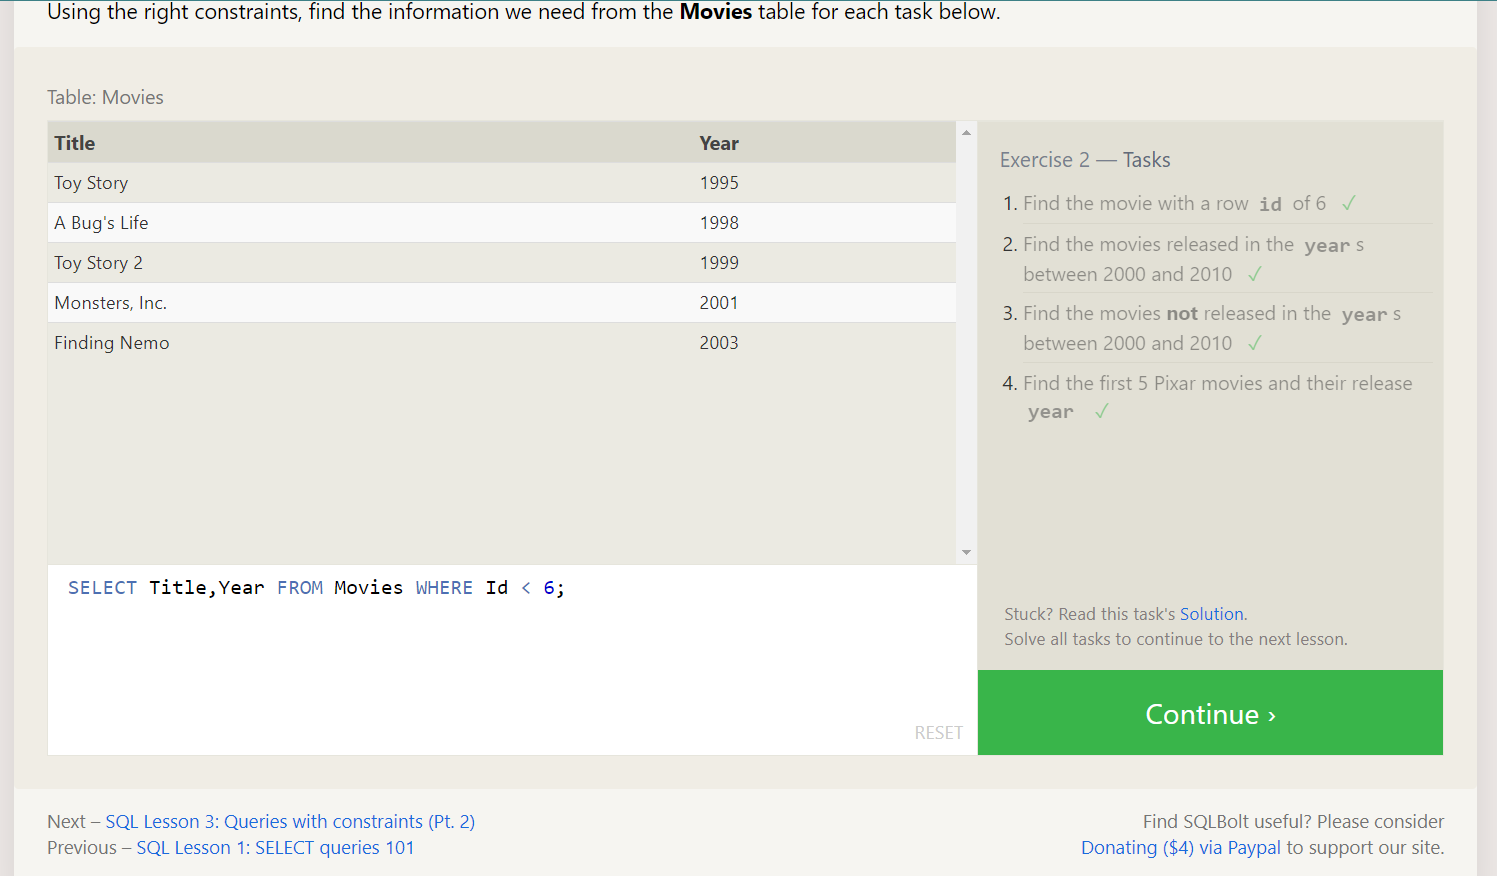 Using the right constraints, find the information we need from the Movies table for each task below.
Table: Movies
Title Year
Toy Story 1995
A Bug's Life 1998
Toy Story 2 1999
Monsters, Inc. 2001
Finding Nemo 2003
SELECT Title,Year FROM Movies WHERE Id < 6;
RESET
Exercise 2 — Tasks
1. Find the movie with a row id of 6 ✓
2. Find the movies released in the year s
between 2000 and 2010 ✓
3. Find the movies not released in the year s
between 2000 and 2010 ✓
4. Find the first 5 Pixar movies and their release
year ✓
Stuck? Read this task's Solution.
Solve all tasks to continue to the next lesson.
Continue ›
Next – SQL Lesson 3: Queries with constraints (Pt. 2)
Previous – SQL Lesson 1: SELECT queries 101
Find SQLBolt useful? Please consider
Donating ($4) via Paypal to support our site.